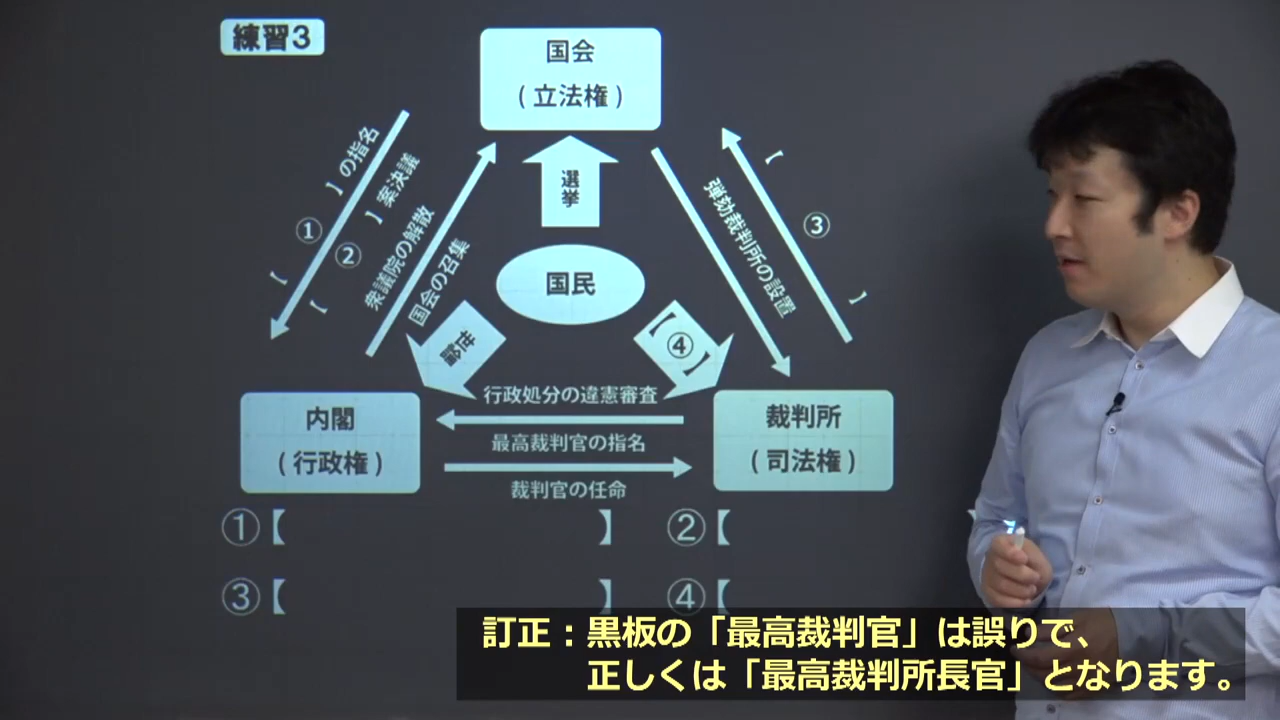 練習3
国会
(立法権)
【 ① 】の指名
【 ② 】案決議
衆議院の解散
国会の召集
選挙
国民
世論
【④】
弾劾裁判所の設置
【 ③ 】
行政処分の違憲審査
最高裁判官の指名
裁判官の任命
内閣
(行政権)
裁判所
(司法権)
①【 】 ②【 】
③【 】 ④【
訂正：黒板の「最高裁判官」は誤りで、
正しくは「最高裁判所長官」となります。